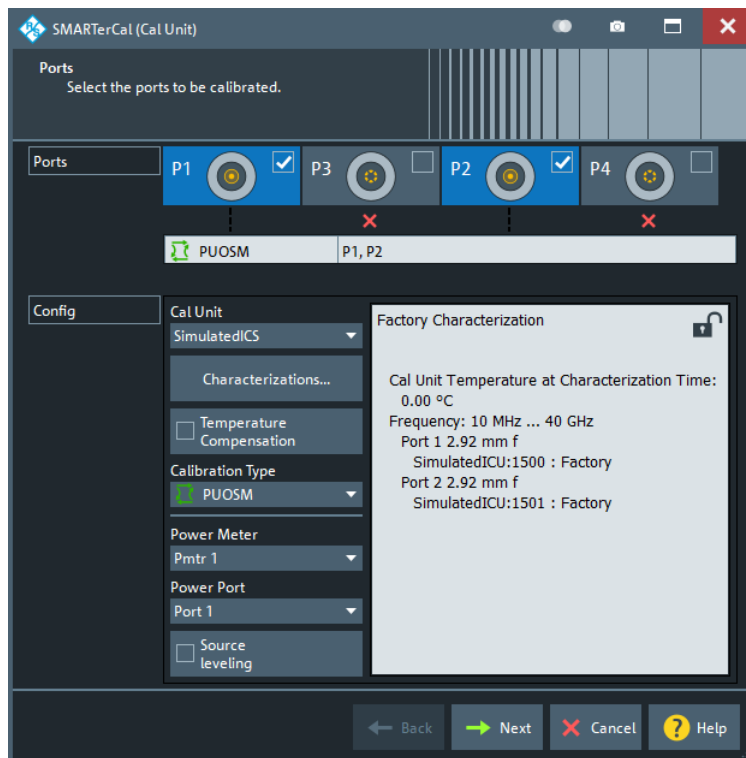 SMARTerCal (Cal Unit)
Ports
Select the ports to be calibrated.
Ports
P1
P3
P2
P4
PUOSM
P1, P2
Config
Cal Unit
SimulatedICS
Characterizations...
Temperature
Compensation
Calibration Type
PUOSM
Power Meter
Pmtr 1
Power Port
Port 1
Source
leveling
Factory Characterization
Cal Unit Temperature at Characterization Time:
0.00 °C
Frequency: 10 MHz ... 40 GHz
Port 1 2.92 mm f
SimulatedICU:1500 : Factory
Port 2 2.92 mm f
SimulatedICU:1501 : Factory
Back
Next
Cancel
? Help